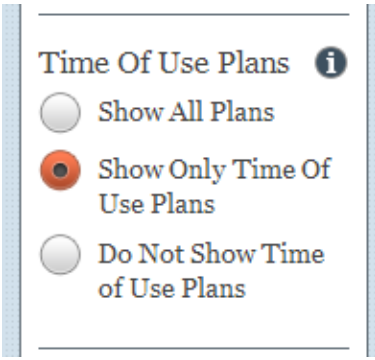 Time Of Use Plans i
Show All Plans
Show Only Time Of
Use Plans
Do Not Show Time
of Use Plans